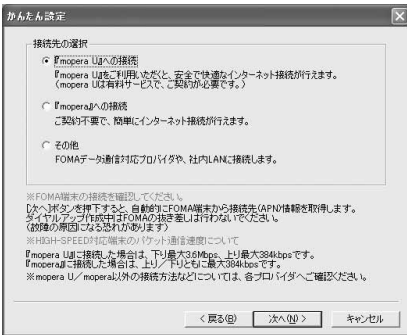 かんたん設定
接続先の選択
『mopera U』への接続
『mopera U』をご利用いただくと、安全で快適なインターネット接続が行えます。
(mopera Uは有料サービスで、ご契約が必要です。)
『mopera』への接続
ご契約不要で、簡単にインターネット接続が行えます。
その他
FOMAデータ通信対応プロバイダや、社内LANに接続します。
※FOMA端末の接続を確認してください。
[次へ]ボタンを押下すると、自動的にFOMA端末から接続先(APN)情報を取得します。
ダイヤルアップ作成中はFOMAの抜き差しは行わないでください。
(故障の原因になる恐れがあります)
※HIGH-SPEED対応端末のパケット通信速度について
『mopera U』に接続した場合は、下り最大3.6Mbps、上り最大384kbpsです。
『mopera』に接続した場合は、上り／下りともに最大384kbpsです。
※mopera U／mopera以外の接続方法などについては、各プロバイダへご確認ください。
< 戻る(B)
次へ(N) >
キャンセル